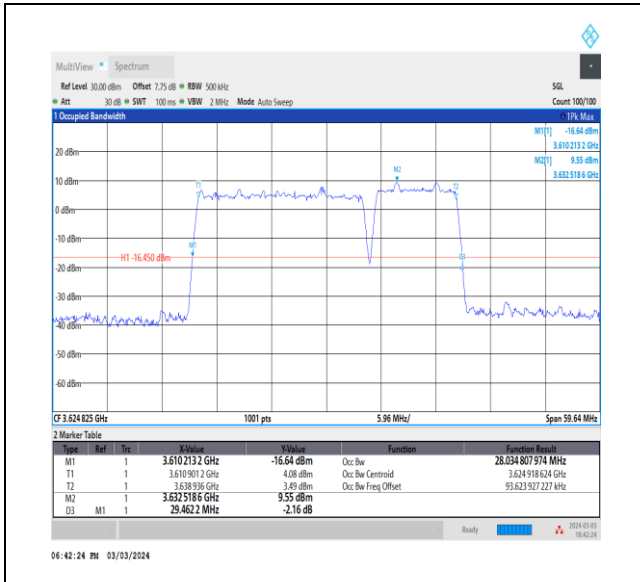 MultiView Spectrum
Ref Level 30.00 dBm Offset 7.75 dB RBW 500 kHz SGL
Att 30 dB SWT 100 ms VBW 2 MHz Mode Auto Sweep Count 100/100
1 Occupied Bandwidth 1Pk Max
M1[1] -16.64 dBm
3.610 213 2 GHz
M2[1] 9.55 dBm
3.632 518 6 GHz
20 dBm
M2
T1 T2
10 dBm
0 dBm
-10 dBm
M1
H1 -16.450 dBm D3
-20 dBm
-30 dBm
-40 dBm
-50 dBm
-60 dBm
CF 3.624 825 GHz 1001 pts 5.96 MHz/ Span 59.64 MHz
2 Marker Table
Type Ref Trc X-Value Y-Value Function Function Result
M1 1 3.610 213 2 GHz -16.64 dBm Occ Bw 28.034 807 974 MHz
T1 1 3.610 901 2 GHz 4.08 dBm Occ Bw Centroid 3.624 918 624 GHz
T2 1 3.638 936 GHz 3.49 dBm Occ Bw Freq Offset 93.623 927 227 kHz
M2 1 3.632 518 6 GHz 9.55 dBm
D3 M1 1 29.462 2 MHz -2.16 dB
Ready 2024-03-03
18:42:24
06:42:24 PM 03/03/2024